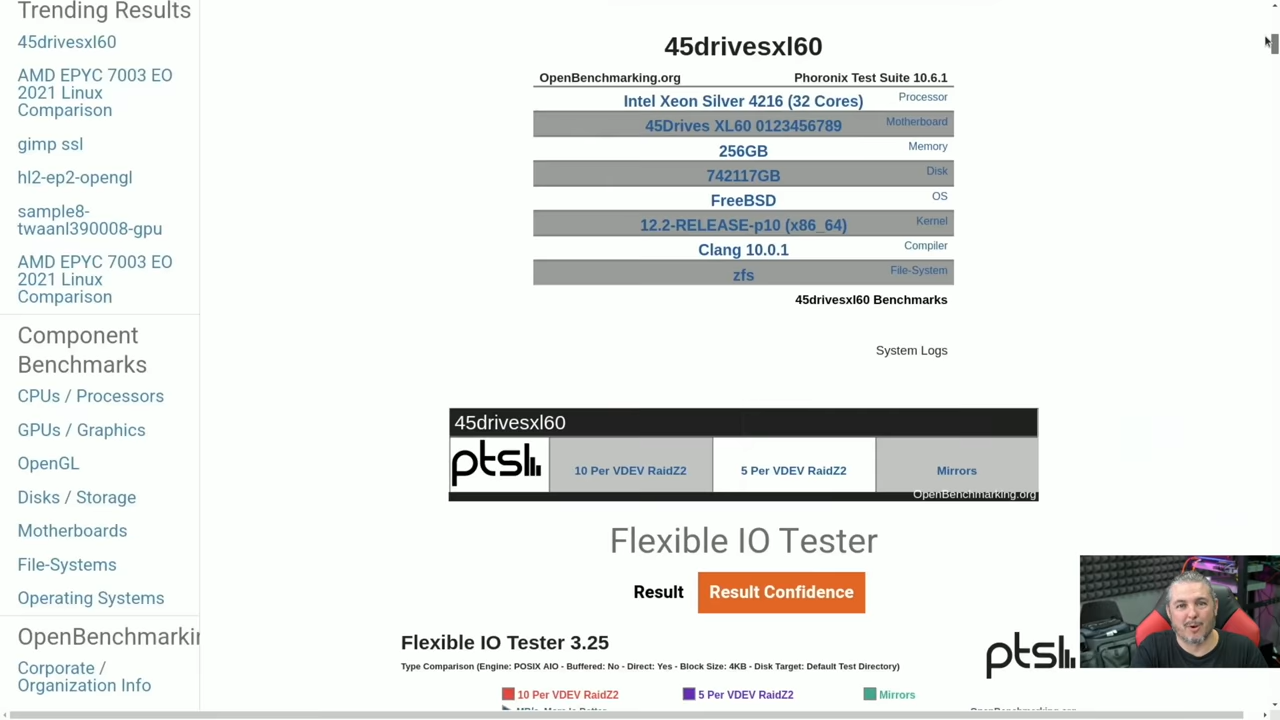 Trending Results
45drivesxl60
AMD EPYC 7003 EO
2021 Linux
Comparison
gimp ssl
hl2-ep2-opengl
sample8-
twaanl390008-gpu
AMD EPYC 7003 EO
2021 Linux
Comparison
Component
Benchmarks
CPUs / Processors
GPUs / Graphics
OpenGL
Disks / Storage
Motherboards
File-Systems
Operating Systems
OpenBenchmarkin
Corporate /
Organization Info
45drivesxl60
OpenBenchmarking.org Phoronix Test Suite 10.6.1
Intel Xeon Silver 4216 (32 Cores) Processor
45Drives XL60 0123456789 Motherboard
256GB Memory
742117GB Disk
FreeBSD OS
12.2-RELEASE-p10 (x86_64) Kernel
Clang 10.0.1 Compiler
zfs File-System
45drivesxl60 Benchmarks
System Logs
45drivesxl60
pts 10 Per VDEV RaidZ2 5 Per VDEV RaidZ2 Mirrors
OpenBenchmarking.org
Flexible IO Tester
Result Result Confidence
Flexible IO Tester 3.25
Type Comparison (Engine: POSIX AIO - Buffered: No - Direct: Yes - Block Size: 4KB - Disk Target: Default Test Directory)
pts
10 Per VDEV RaidZ2 5 Per VDEV RaidZ2 Mirrors